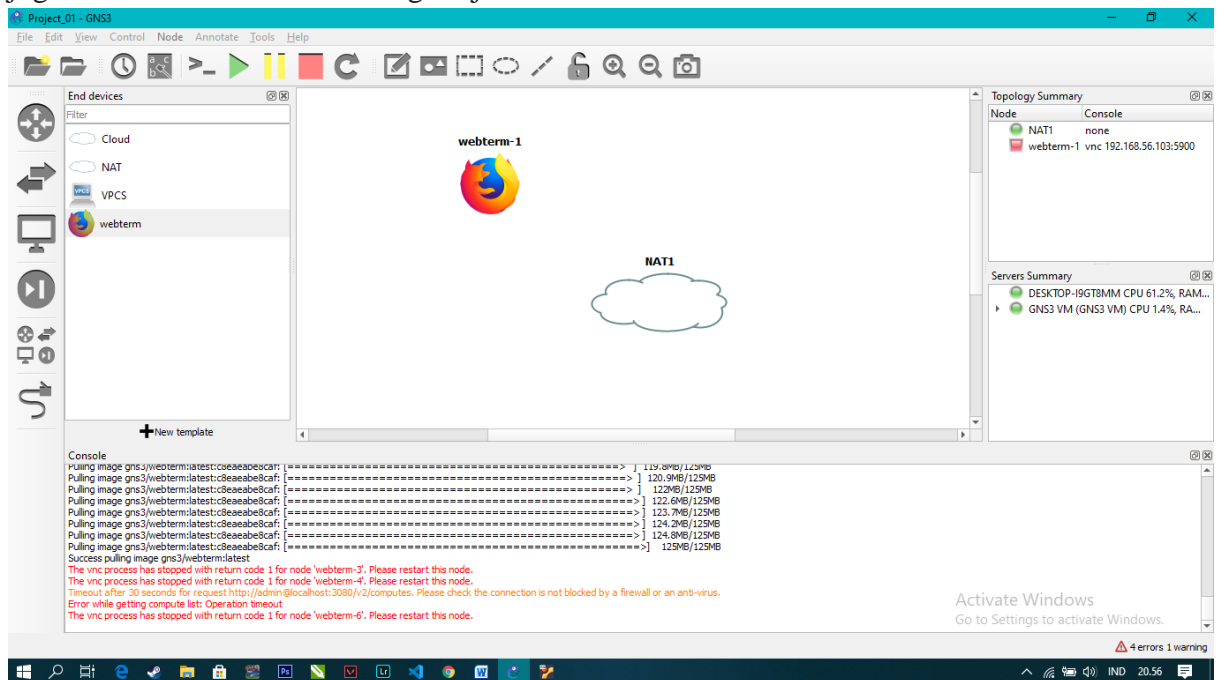 Project_01 - GNS3
File Edit View Control Node Annotate Tools Help
End devices
Filter
Cloud
NAT
VPCS
webterm
New template
webterm-1
NAT1
Topology Summary
Node Console
NAT1 none
webterm-1 vnc 192.168.56.103:5900
Servers Summary
DESKTOP-I9GT8MM CPU 61.2%, RAM...
GNS3 VM (GNS3 VM) CPU 1.4%, RA...
Console
Pulling image gns3/webterm:latest:c8eaeabe8caf: [==========================================================> ] 119.8MB/125MB
Pulling image gns3/webterm:latest:c8eaeabe8caf: [===========================================================> ] 120.9MB/125MB
Pulling image gns3/webterm:latest:c8eaeabe8caf: [===========================================================> ] 122MB/125MB
Pulling image gns3/webterm:latest:c8eaeabe8caf: [============================================================>] 122.6MB/125MB
Pulling image gns3/webterm:latest:c8eaeabe8caf: [============================================================>] 123.7MB/125MB
Pulling image gns3/webterm:latest:c8eaeabe8caf: [============================================================>] 124.2MB/125MB
Pulling image gns3/webterm:latest:c8eaeabe8caf: [============================================================>] 124.8MB/125MB
Pulling image gns3/webterm:latest:c8eaeabe8caf: [=============================================================>] 125MB/125MB
Success pulling image gns3/webterm:latest
The vnc process has stopped with return code 1 for node 'webterm-3'. Please restart this node.
The vnc process has stopped with return code 1 for node 'webterm-4'. Please restart this node.
Timeout after 30 seconds for request http://admin@localhost:3080/v2/computes. Please check the connection is not blocked by a firewall or an anti-virus.
Error while getting compute list: Operation timeout
The vnc process has stopped with return code 1 for node 'webterm-6'. Please restart this node.
Activate Windows
Go to Settings to activate Windows.
4 errors 1 warning
IND 20.56